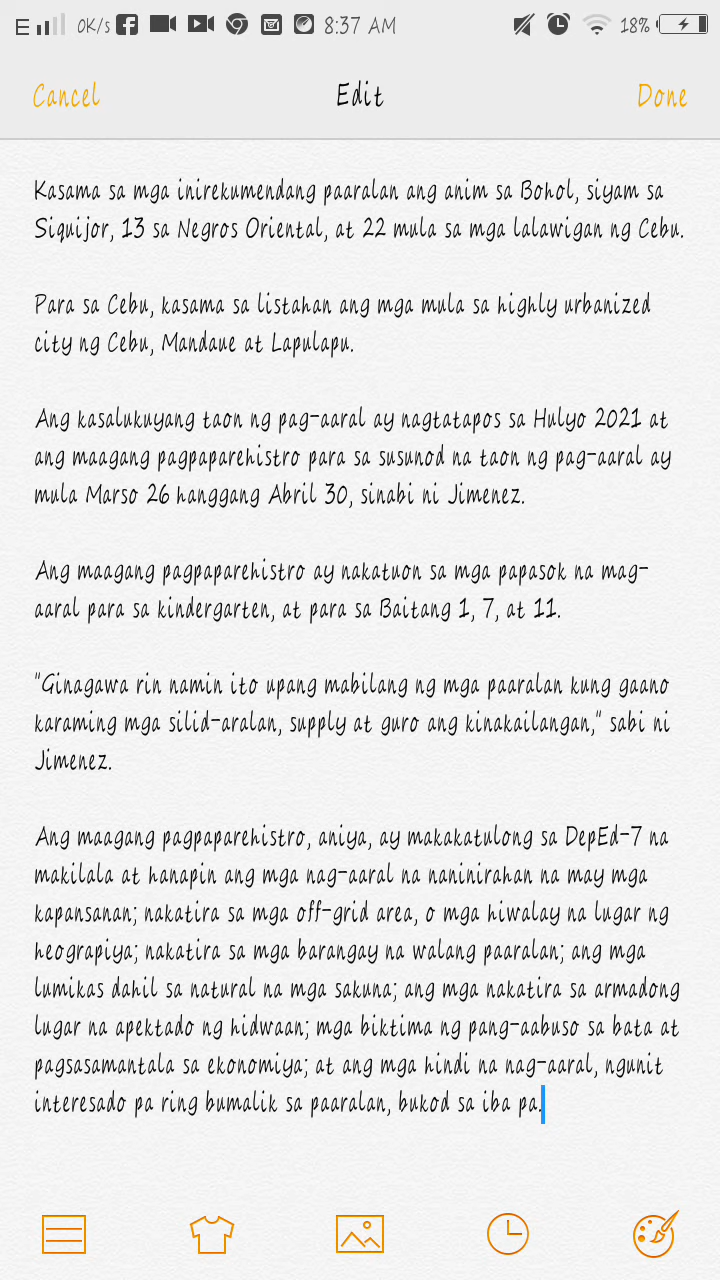 E 0K/s 8:37 AM 18%
Cancel Edit Done
Kasama sa mga inirekumendang paaralan ang anim sa Bohol, siyam sa
Siquijor, 13 sa Negros Oriental, at 22 mula sa mga lalawigan ng Cebu.
Para sa Cebu, kasama sa listahan ang mga mula sa highly urbanized
city ng Cebu, Mandaue at Lapulapu.
Ang kasalukuyang taon ng pag-aaral ay nagtatapos sa Hulyo 2021 at
ang maagang pagpaparehistro para sa susunod na taon ng pag-aaral ay
mula Marso 26 hanggang Abril 30, sinabi ni Jimenez.
Ang maagang pagpaparehistro ay nakatuon sa mga papasok na mag-
aaral para sa kindergarten, at para sa Baitang 1, 7, at 11.
"Ginagawa rin namin ito upang mabilang ng mga paaralan kung gaano
karaming mga silid-aralan, supply at guro ang kinakailangan," sabi ni
Jimenez.
Ang maagang pagpaparehistro, aniya, ay makakatulong sa DepEd-7 na
makilala at hanapin ang mga nag-aaral na naninirahan na may mga
kapansanan; nakatira sa mga off-grid area, o mga hiwalay na lugar ng
heograpiya; nakatira sa mga barangay na walang paaralan; ang mga
lumikas dahil sa natural na mga sakuna; ang mga nakatira sa armadong
lugar na apektado ng hidwaan; mga biktima ng pang-aabuso sa bata at
pagsasamantala sa ekonomiya; at ang mga hindi na nag-aaral, ngunit
interesado pa ring bumalik sa paaralan, bukod sa iba pa.